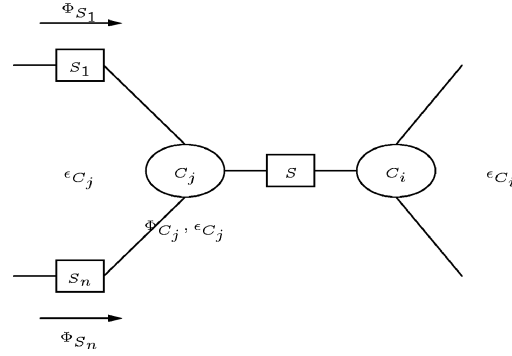 Φ_{S_1}
S_1
ϵ_{C_j}
C_j
S
C_i
ϵ_{C_i}
Φ_{C_j}, ϵ_{C_j}
S_n
Φ_{S_n}